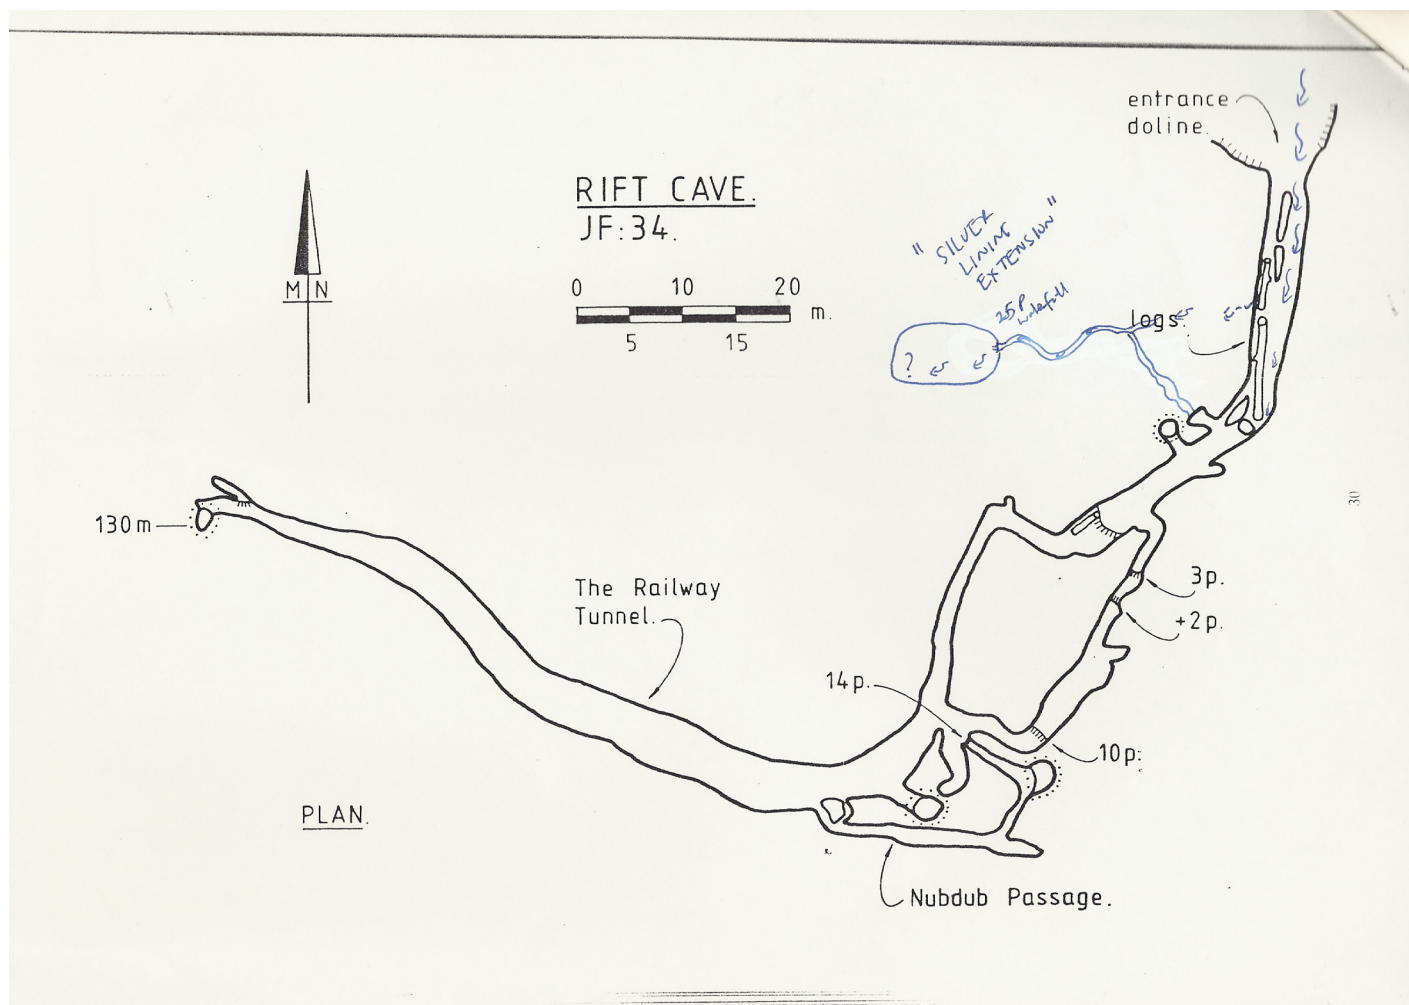 entrance
doline.
RIFT CAVE.
JF:34.
" SILVER
LINING
EXTENSION "
M N
0 10 20
m.
5 15
25P
waterfall
logs.
?
30
130m
The Railway
Tunnel.
3p.
+2p.
14p.
10p.
PLAN.
Nubdub Passage.